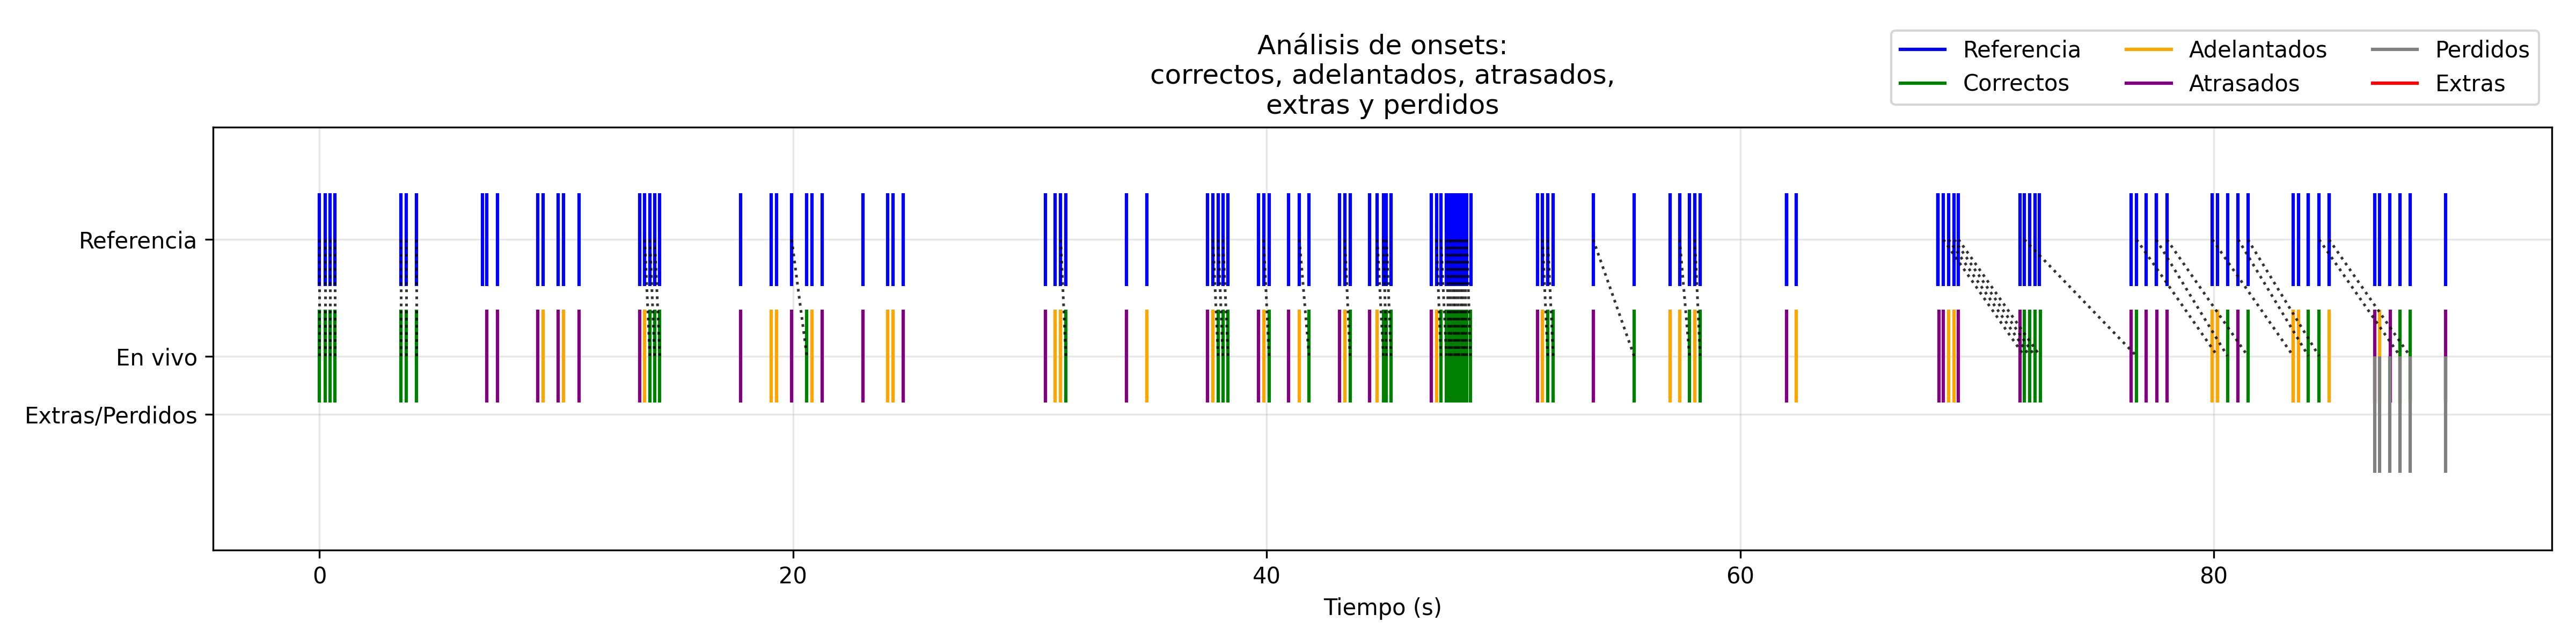 Análisis de onsets:
correctos, adelantados, atrasados,
extras y perdidos
Referencia
Correctos
Adelantados
Atrasados
Perdidos
Extras
Referencia
En vivo
Extras/Perdidos
0
20
40
60
80
Tiempo (s)